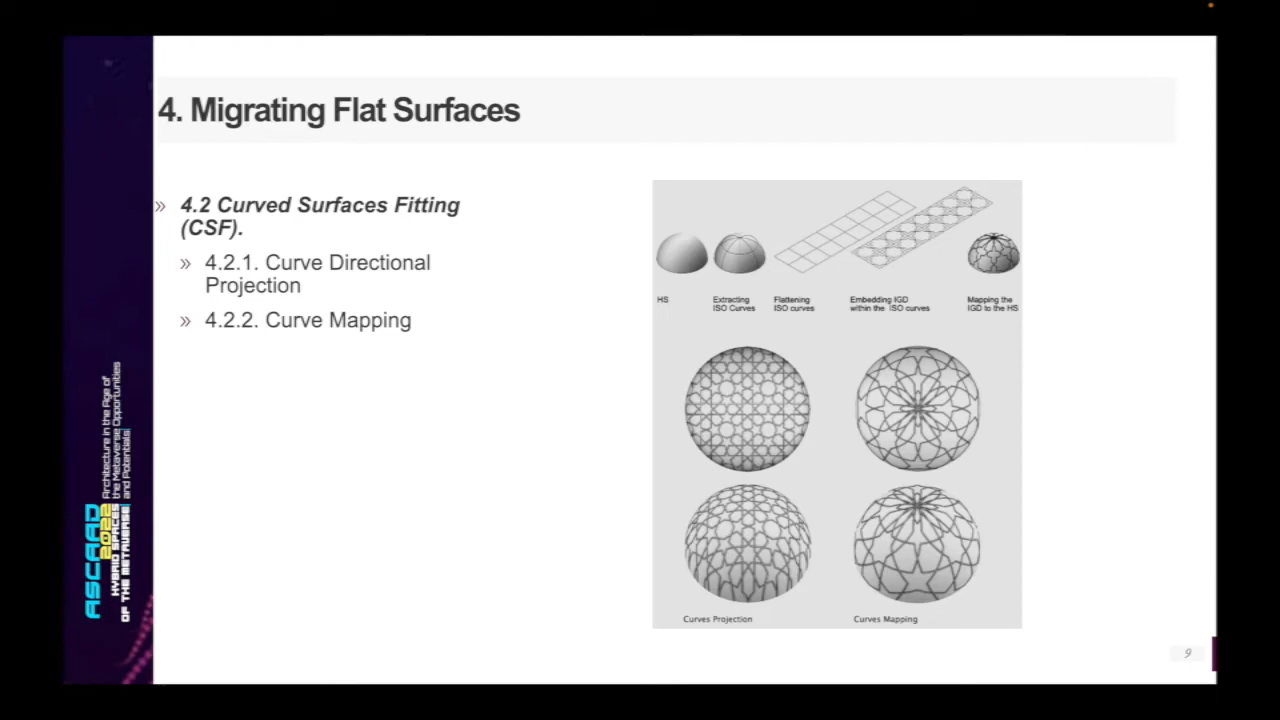 4. Migrating Flat Surfaces
» 4.2 Curved Surfaces Fitting
(CSF).
» 4.2.1. Curve Directional
Projection
» 4.2.2. Curve Mapping
HS
Extracting
ISO Curves
Flattening
ISO curves
Embedding IGD
within the ISO curves
Mapping the
IGD to the HS
Curves Projection
Curves Mapping
ASCAAD
2022
HYBRID SPACES
OF THE METAVERSE
Architecture in the Age of
the Metaverse Opportunities
and Potentials
9